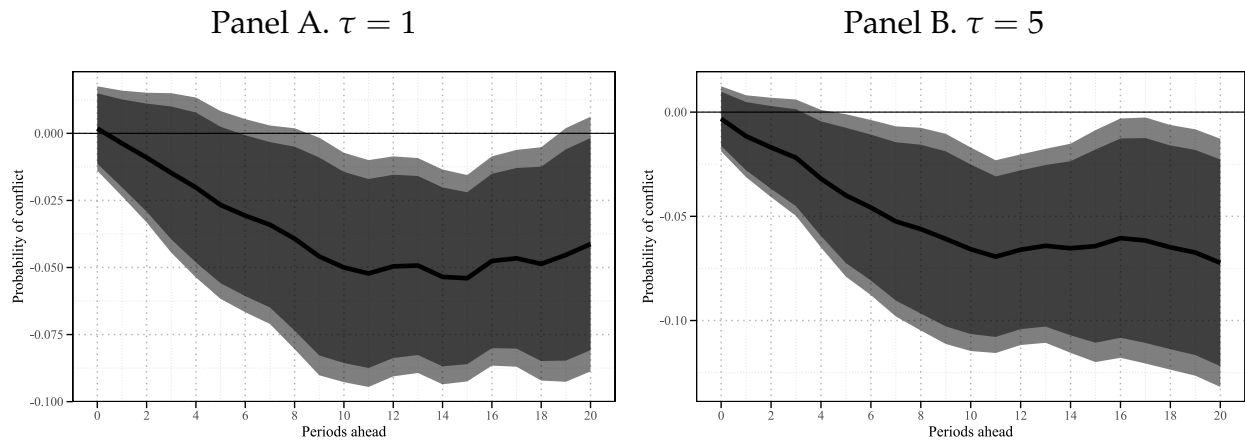 Panel A. τ = 1
Probability of conflict
0.000
-0.025
-0.050
-0.075
-0.100
0 2 4 6 8 10 12 14 16 18 20
Periods ahead
Panel B. τ = 5
Probability of conflict
0.00
-0.05
-0.10
0 2 4 6 8 10 12 14 16 18 20
Periods ahead